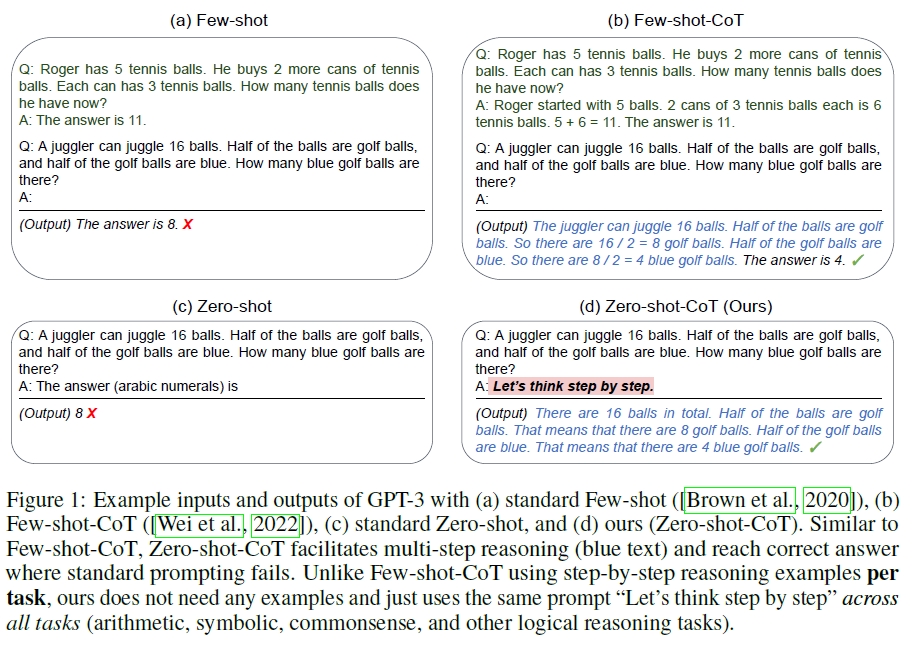 (a) Few-shot
Q: Roger has 5 tennis balls. He buys 2 more cans of tennis
balls. Each can has 3 tennis balls. How many tennis balls does
he have now?
A: The answer is 11.
Q: A juggler can juggle 16 balls. Half of the balls are golf balls,
and half of the golf balls are blue. How many blue golf balls are
there?
A:
(Output) The answer is 8. X
(b) Few-shot-CoT
Q: Roger has 5 tennis balls. He buys 2 more cans of tennis
balls. Each can has 3 tennis balls. How many tennis balls does
he have now?
A: Roger started with 5 balls. 2 cans of 3 tennis balls each is 6
tennis balls. 5 + 6 = 11. The answer is 11.
Q: A juggler can juggle 16 balls. Half of the balls are golf balls,
and half of the golf balls are blue. How many blue golf balls are
there?
A:
(Output) The juggler can juggle 16 balls. Half of the balls are golf
balls. So there are 16 / 2 = 8 golf balls. Half of the golf balls are
blue. So there are 8 / 2 = 4 blue golf balls. The answer is 4. ✓
(c) Zero-shot
Q: A juggler can juggle 16 balls. Half of the balls are golf balls,
and half of the golf balls are blue. How many blue golf balls are
there?
A: The answer (arabic numerals) is
(Output) 8 X
(d) Zero-shot-CoT (Ours)
Q: A juggler can juggle 16 balls. Half of the balls are golf balls,
and half of the golf balls are blue. How many blue golf balls are
there?
A: Let's think step by step.
(Output) There are 16 balls in total. Half of the balls are golf
balls. That means that there are 8 golf balls. Half of the golf balls
are blue. That means that there are 4 blue golf balls. ✓
Figure 1: Example inputs and outputs of GPT-3 with (a) standard Few-shot ([Brown et al., 2020]), (b)
Few-shot-CoT ([Wei et al., 2022]), (c) standard Zero-shot, and (d) ours (Zero-shot-CoT). Similar to
Few-shot-CoT, Zero-shot-CoT facilitates multi-step reasoning (blue text) and reach correct answer
where standard prompting fails. Unlike Few-shot-CoT using step-by-step reasoning examples per
task, ours does not need any examples and just uses the same prompt “Let's think step by step” across
all tasks (arithmetic, symbolic, commonsense, and other logical reasoning tasks).